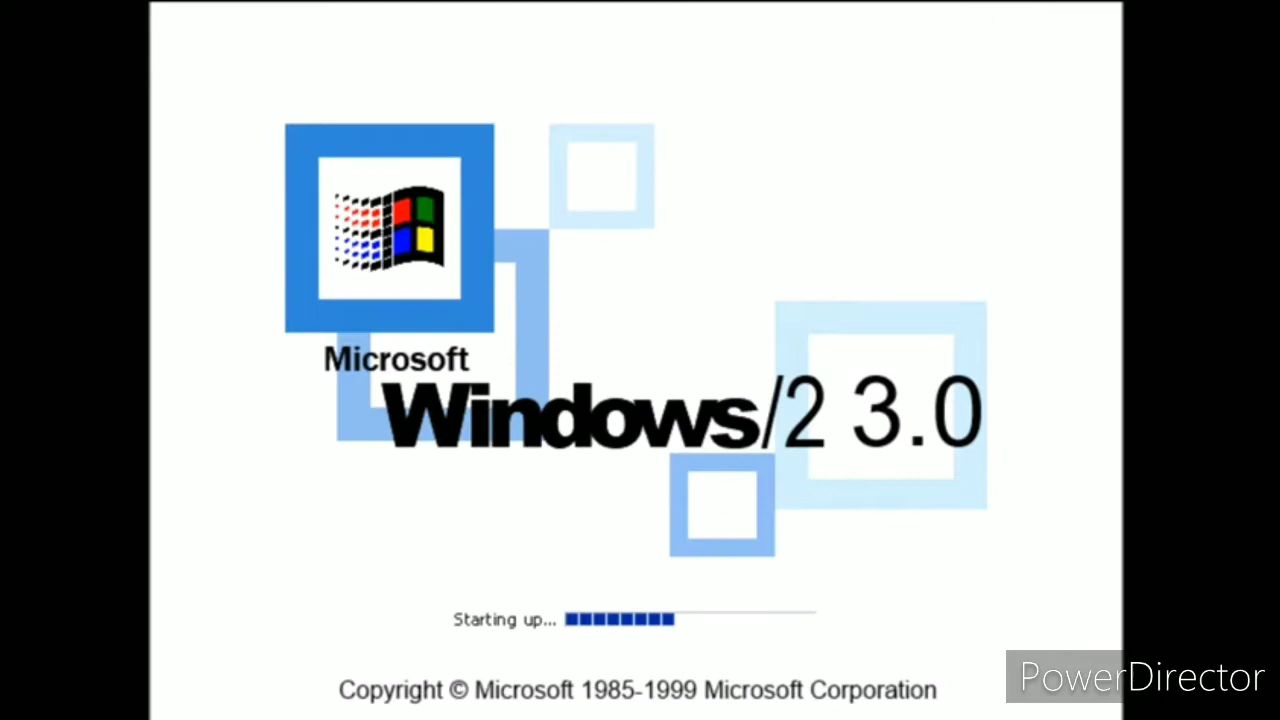 Microsoft
Windows/2 3.0
Starting up...
Copyright © Microsoft 1985-1999 Microsoft Corporation
PowerDirector